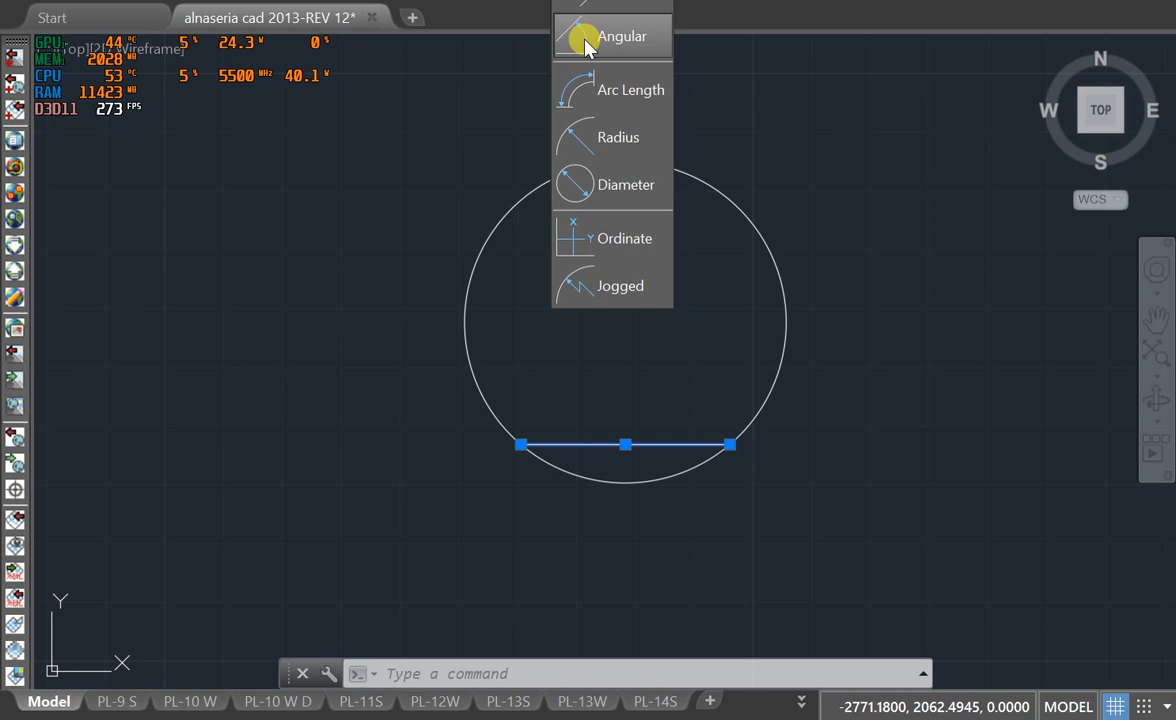 Start
alnaseria cad 2013-REV 12*
GPU 44 °C 5 % 24.3 W 0 %
Top][2D Wireframe]
MEM 2028 MB
CPU 53 °C 5 % 5500 MHz 40.1 W
RAM 11423 MB
D3D11 273 FPS
Angular
Arc Length
Radius
Diameter
X
Y
Ordinate
Jogged
N
W
TOP
E
S
WCS
Y
X
Type a command
Model
PL-9 S
PL-10 W
PL-10 W D
PL-11S
PL-12W
PL-13S
PL-13W
PL-14S
-2771.1800, 2062.4945, 0.0000
MODEL